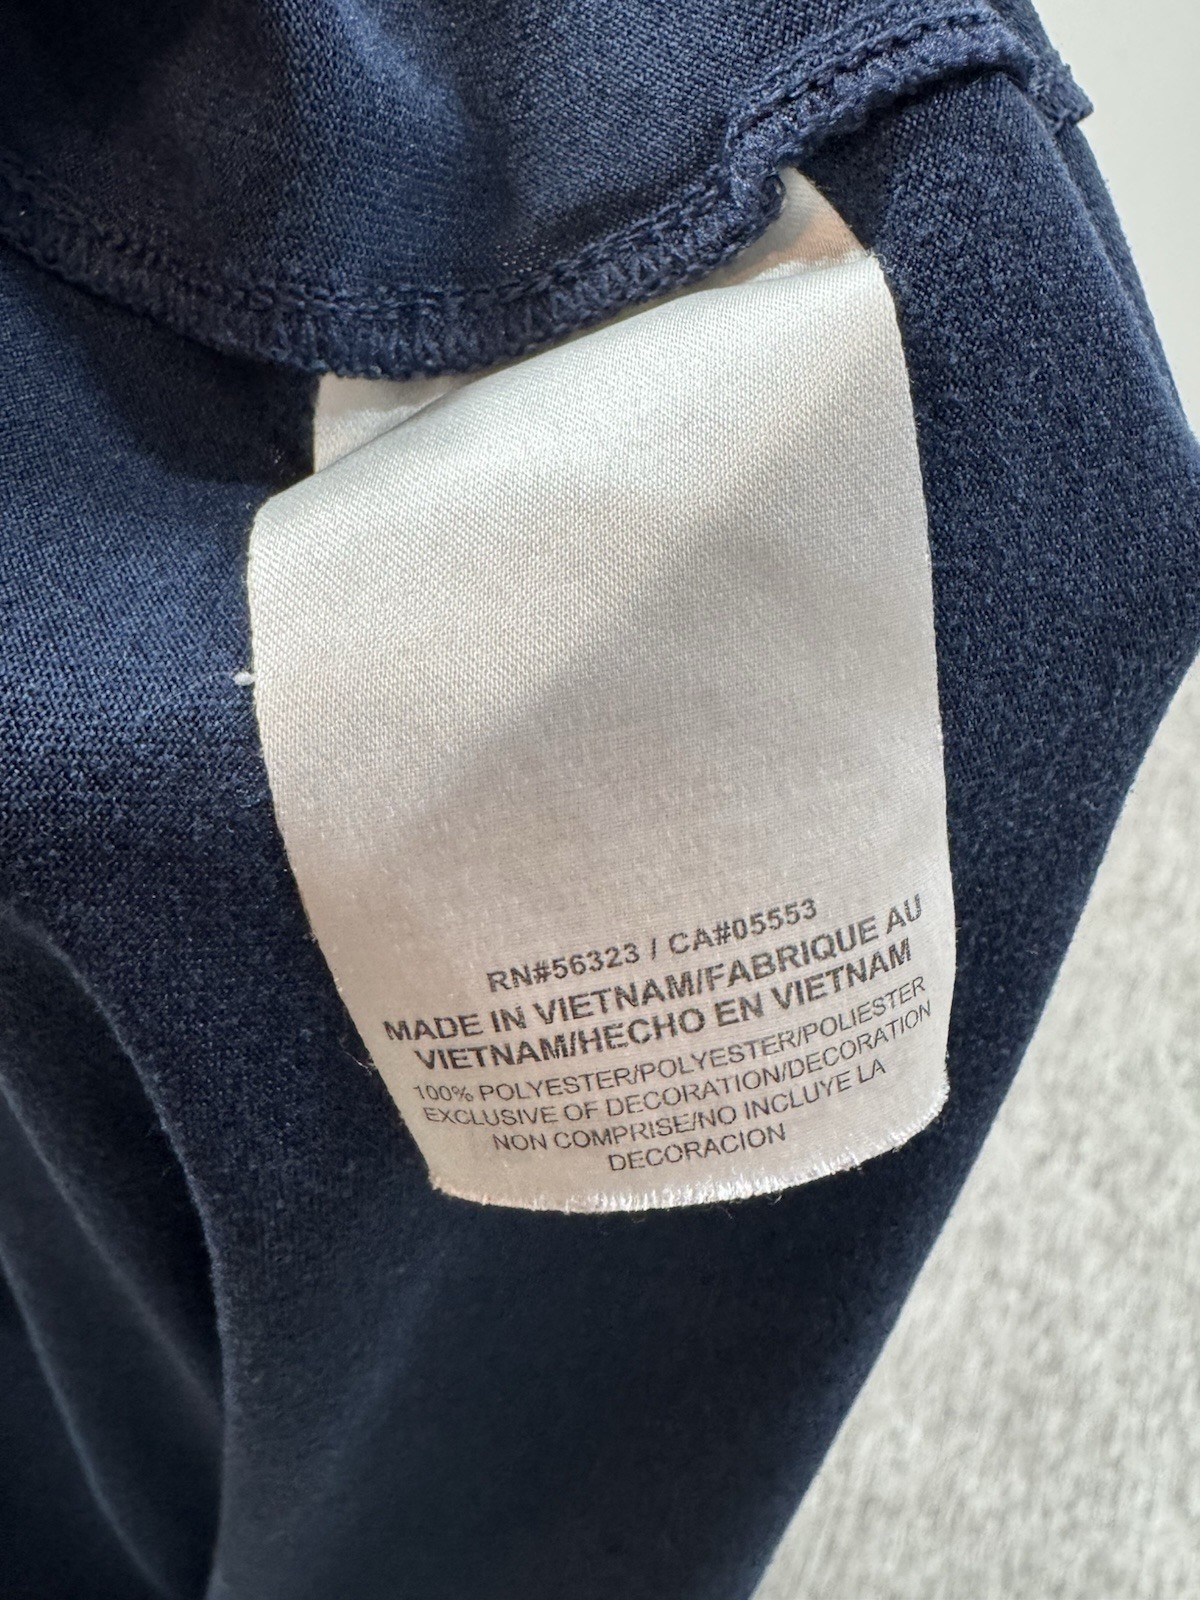 RN#56323 / CA#05553
MADE IN VIETNAM/FABRIQUE AU
VIETNAM/HECHO EN VIETNAM
100% POLYESTER/POLYESTER/POLIESTER
EXCLUSIVE OF DECORATION/DECORATION
NON COMPRISE/NO INCLUYE LA
DECORACION